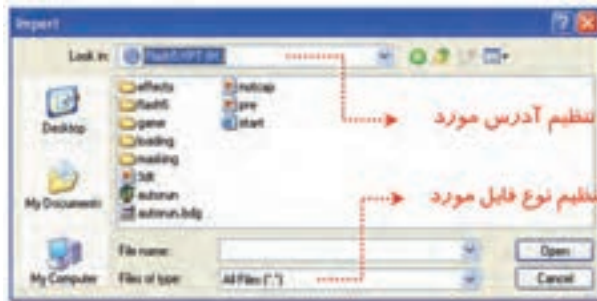 Import
Look in:
effects
flash5
game
loading
masking
3dt
autorun
autorun.bdg
notcap
pre
start
Desktop
My Documents
My Computer
تنظیم آدرس مورد
تنظیم نوع فایل مورد
File name:
Files of type:
All Files (*.*)
Open
Cancel